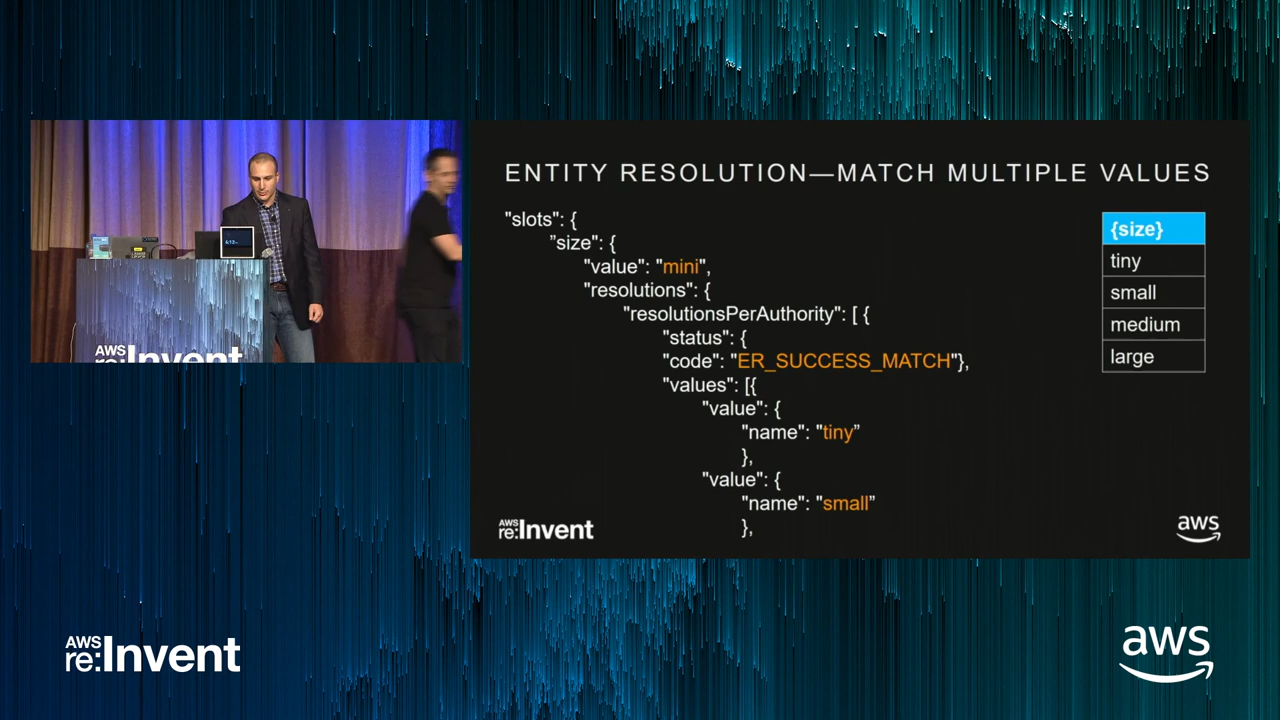 ENTITY RESOLUTION—MATCH MULTIPLE VALUES
"slots": {
”size": {
"value": "mini",
"resolutions": {
"resolutionsPerAuthority": [ {
"status": {
"code": "ER_SUCCESS_MATCH"},
"values": [{
"value": {
"name": "tiny”
},
"value": {
"name": "small”
},
{size}
tiny
small
medium
large
AWS
re:Invent
aws
AWS
re:Invent
AWS
re:Invent
aws